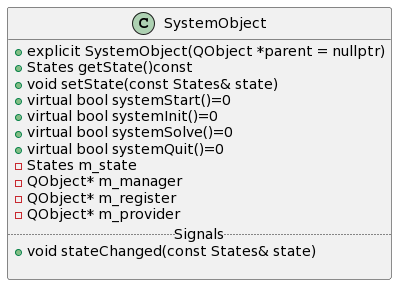 C SystemObject
explicit SystemObject(QObject *parent = nullptr)
States getState()const
void setState(const States& state)
virtual bool systemStart()=0
virtual bool systemInit()=0
virtual bool systemSolve()=0
virtual bool systemQuit()=0
States m_state
QObject* m_manager
QObject* m_register
QObject* m_provider
Signals
void stateChanged(const States& state)